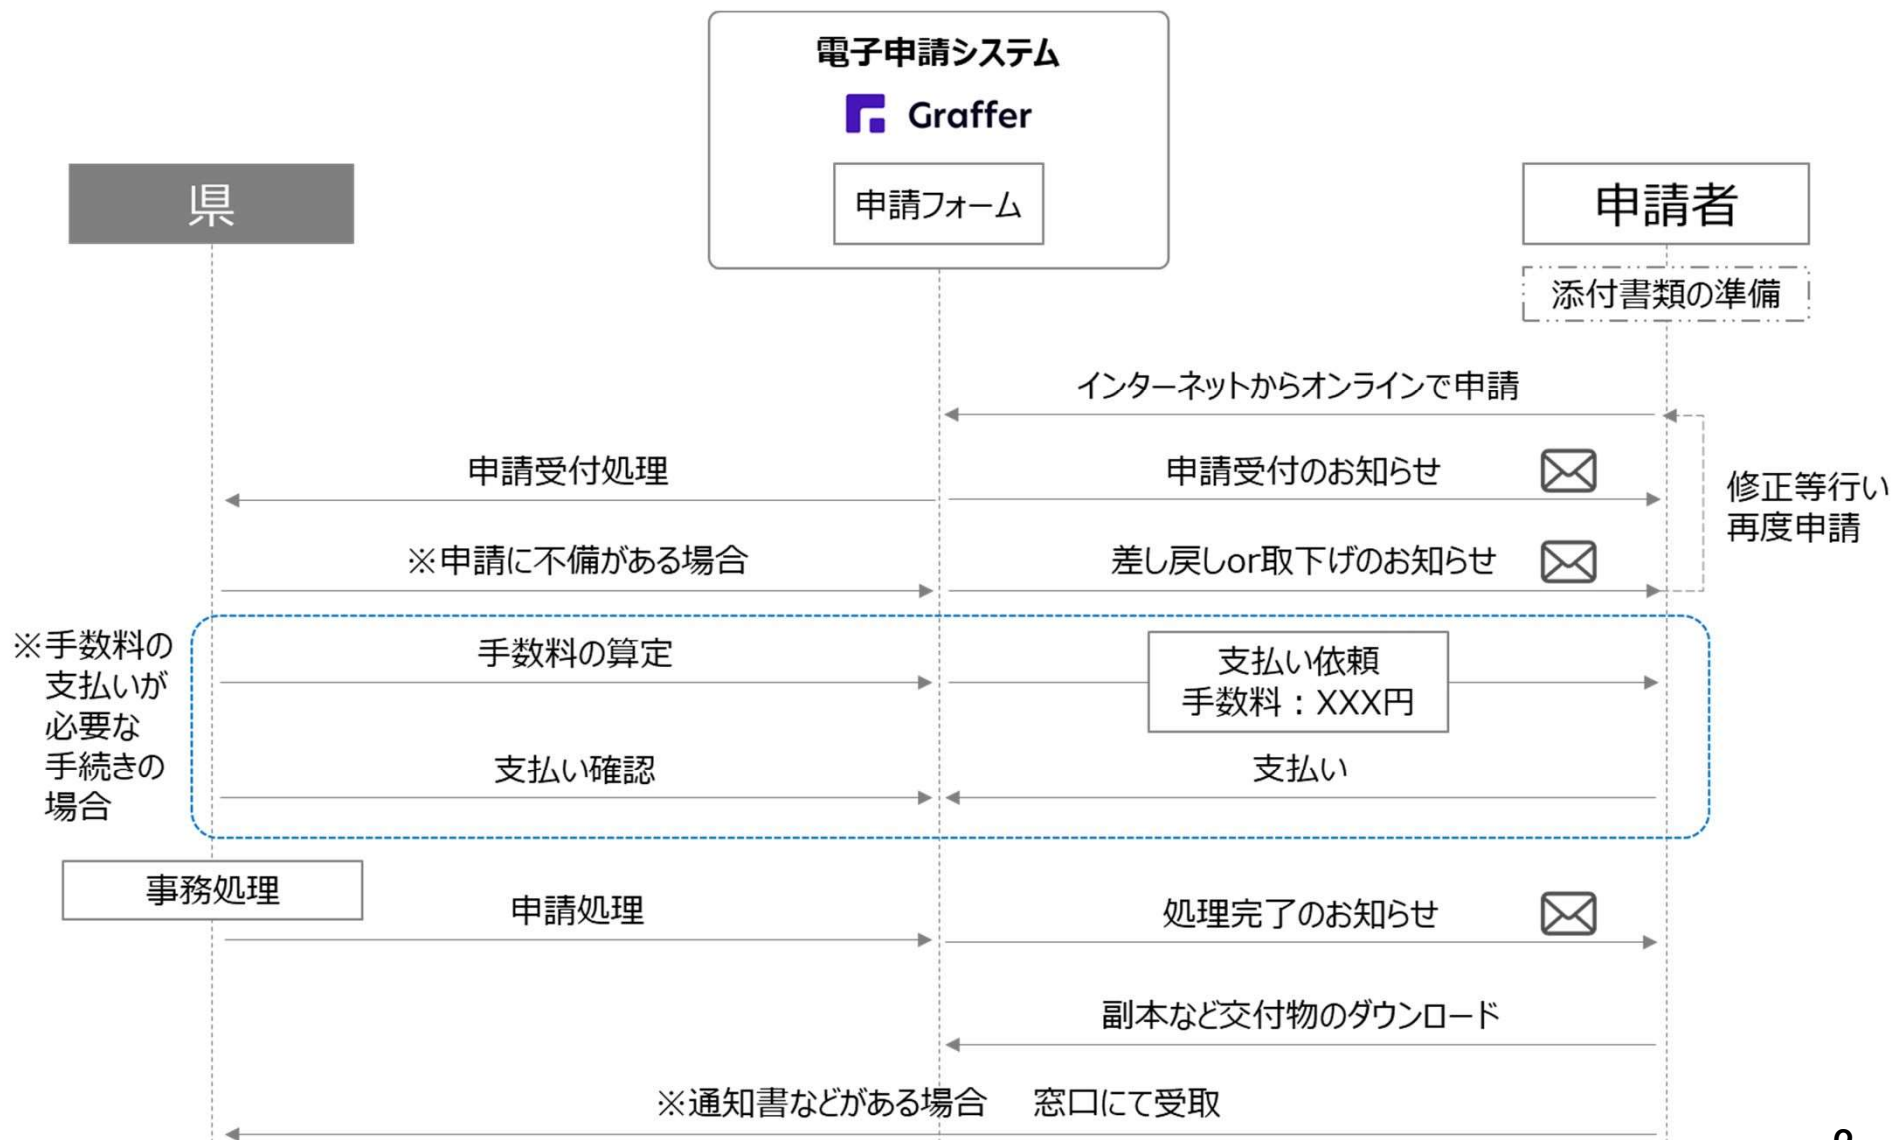 電子申請システム
Graffer
県
申請フォーム
申請者
添付書類の準備
インターネットからオンラインで申請
申請受付処理
申請受付のお知らせ
修正等行い
再度申請
※申請に不備がある場合
差し戻しor取下げのお知らせ
※手数料の
支払いが
必要な
手続きの
場合
手数料の算定
支払い依頼
手数料：XXX円
支払い確認
支払い
事務処理
申請処理
処理完了のお知らせ
副本など交付物のダウンロード
※通知書などがある場合　窓口にて受取